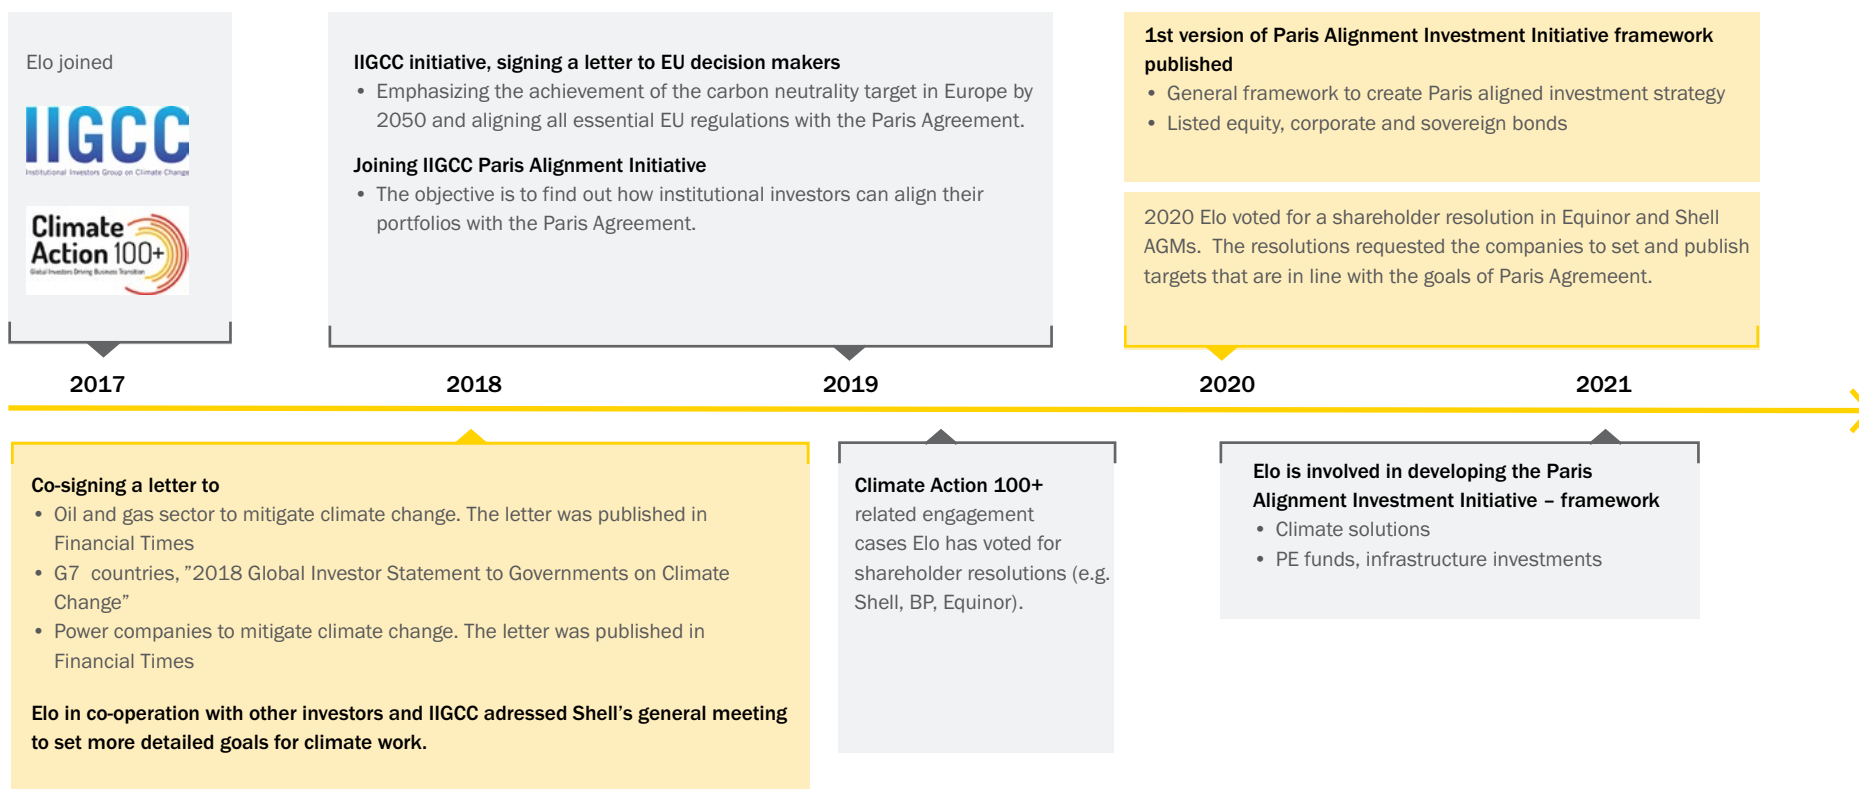 Elo joined
IIGCC
Institutional Investors Group on Climate Change
Climate
Action 100+
Global Investors Driving Business Transition
IIGCC initiative, signing a letter to EU decision makers
• Emphasizing the achievement of the carbon neutrality target in Europe by
2050 and aligning all essential EU regulations with the Paris Agreement.
Joining IIGCC Paris Alignment Initiative
• The objective is to find out how institutional investors can align their
portfolios with the Paris Agreement.
1st version of Paris Alignment Investment Initiative framework
published
• General framework to create Paris aligned investment strategy
• Listed equity, corporate and sovereign bonds
2020 Elo voted for a shareholder resolution in Equinor and Shell
AGMs. The resolutions requested the companies to set and publish
targets that are in line with the goals of Paris Agremeent.
2017
2018
2019
2020
2021
Co-signing a letter to
• Oil and gas sector to mitigate climate change. The letter was published in
Financial Times
• G7 countries, ”2018 Global Investor Statement to Governments on Climate
Change”
• Power companies to mitigate climate change. The letter was published in
Financial Times
Elo in co-operation with other investors and IIGCC adressed Shell’s general meeting
to set more detailed goals for climate work.
Climate Action 100+
related engagement
cases Elo has voted for
shareholder resolutions (e.g.
Shell, BP, Equinor).
Elo is involved in developing the Paris
Alignment Investment Initiative – framework
• Climate solutions
• PE funds, infrastructure investments